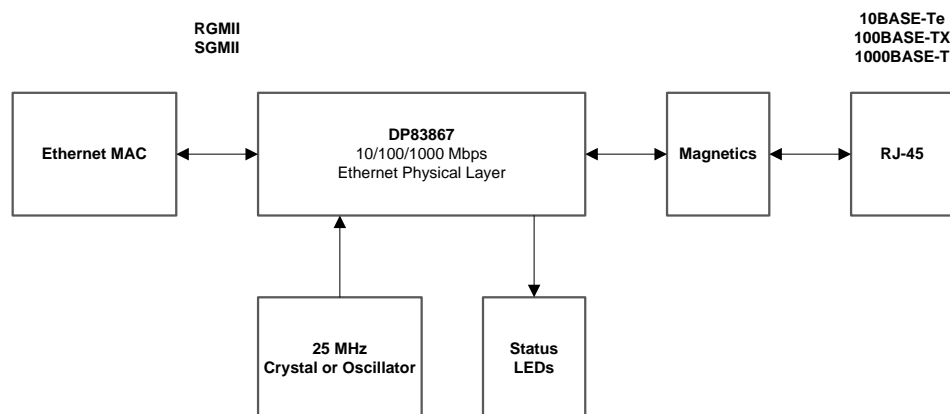 RGMII
SGMII
10BASE-Te
100BASE-TX
1000BASE-T
Ethernet MAC
DP83867
10/100/1000 Mbps
Ethernet Physical Layer
Magnetics
RJ-45
25 MHz
Crystal or Oscillator
Status
LEDs